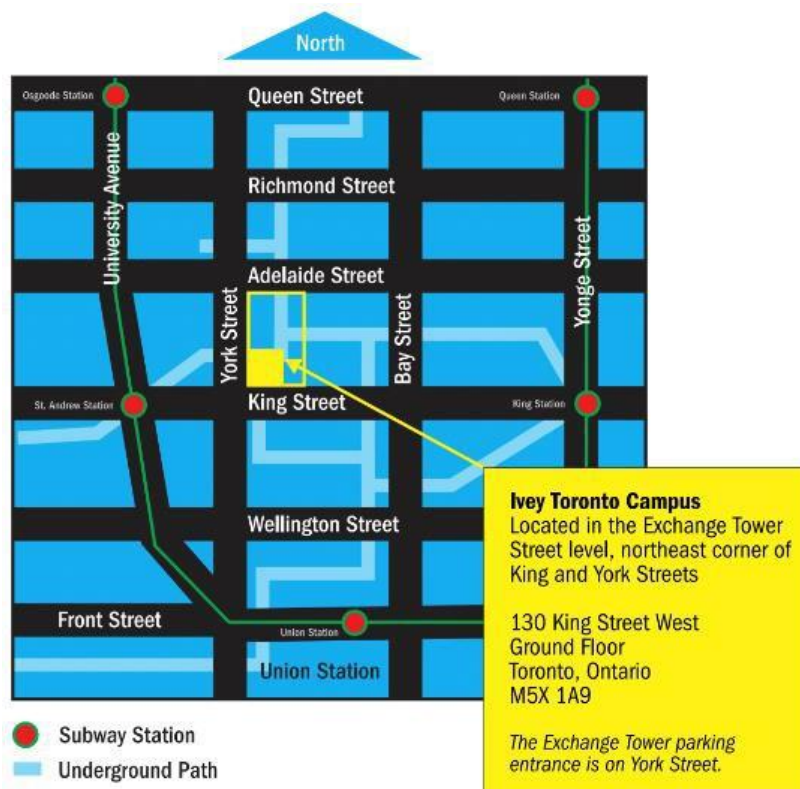 North
Osgoode Station
Queen Street
Queen Station
University Avenue
Richmond Street
Yonge Street
Adelaide Street
York Street
Bay Street
St. Andrew Station
King Street
King Station
Wellington Street
Front Street
Union Station
Union Station
Ivey Toronto Campus
Located in the Exchange Tower
Street level, northeast corner of
King and York Streets
130 King Street West
Ground Floor
Toronto, Ontario
M5X 1A9
The Exchange Tower parking
entrance is on York Street.
Subway Station
Underground Path